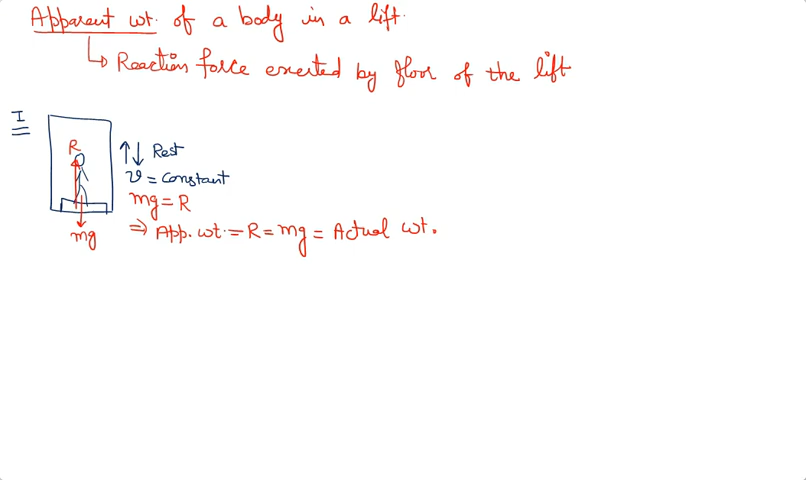 Apparent wt. of a body in a lift.
↳ Reaction force exerted by floor of the lift
I
R
↑↓ Rest
v = Constant
mg = R
mg
⇒ App. wt. = R = mg = Actual wt.